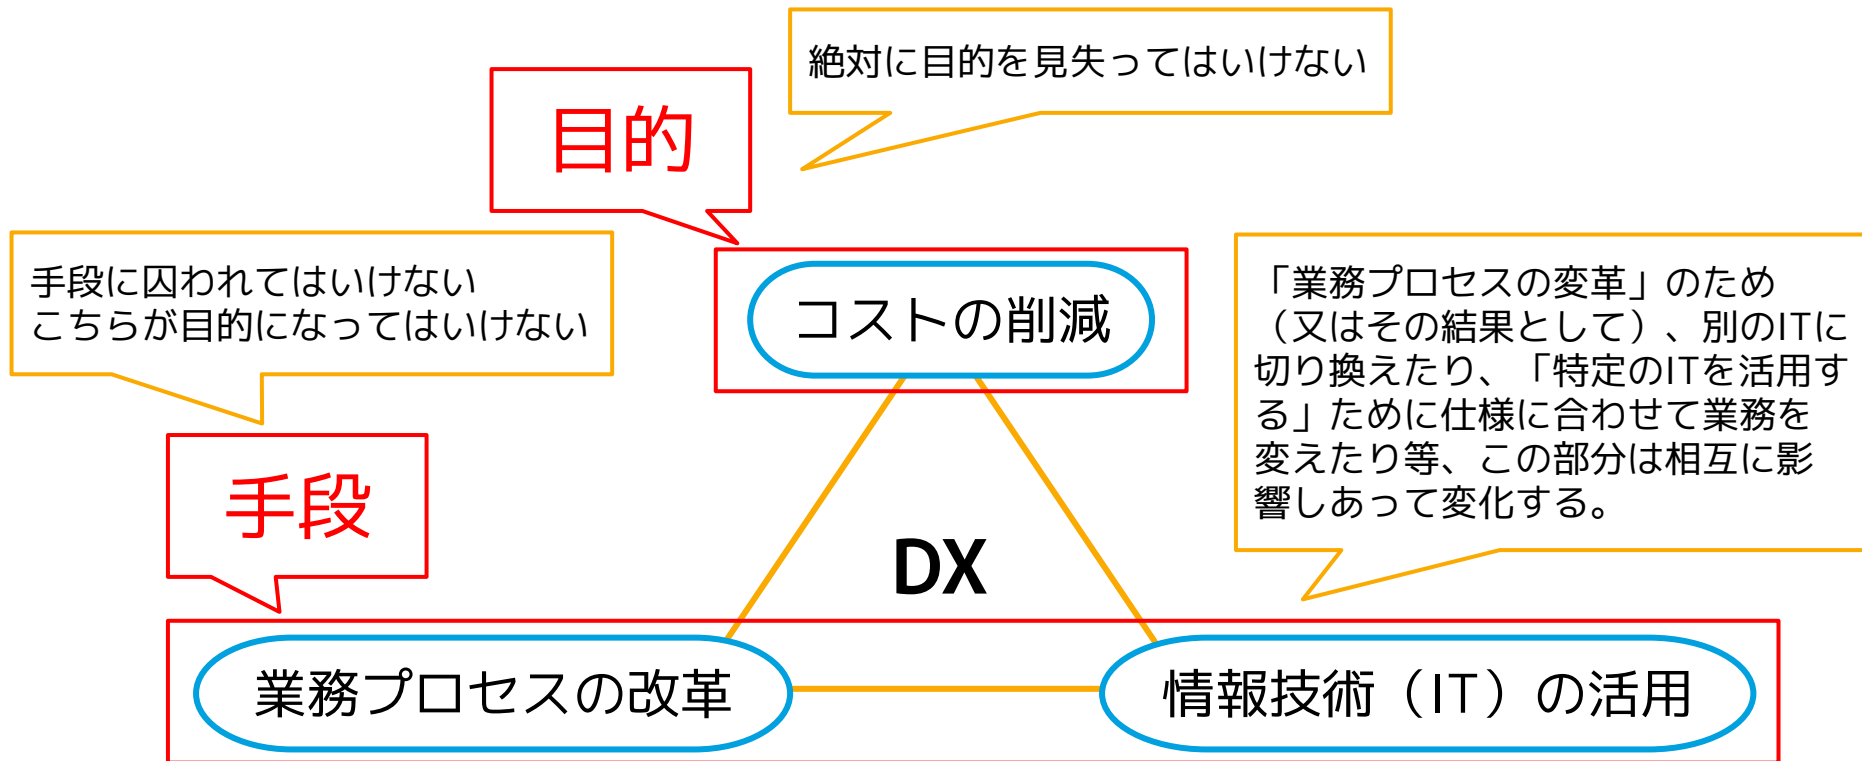 絶対に目的を見失ってはいけない
目的
手段に囚われてはいけない
こちらが目的になってはいけない
コストの削減
「業務プロセスの変革」のため
（又はその結果として）、別のITに
切り換えたり、「特定のITを活用す
る」ために仕様に合わせて業務を
変えたり等、この部分は相互に影
響しあって変化する。
手段
DX
業務プロセスの改革
情報技術（IT）の活用